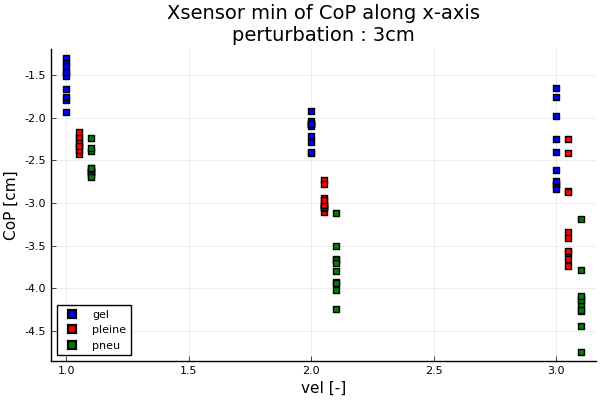 Xsensor min of CoP along x-axis
perturbation : 3cm
CoP [cm]
-1.5
-2.0
-2.5
-3.0
-3.5
-4.0
-4.5
gel
pleine
pneu
1.0 1.5 2.0 2.5 3.0
vel [-]